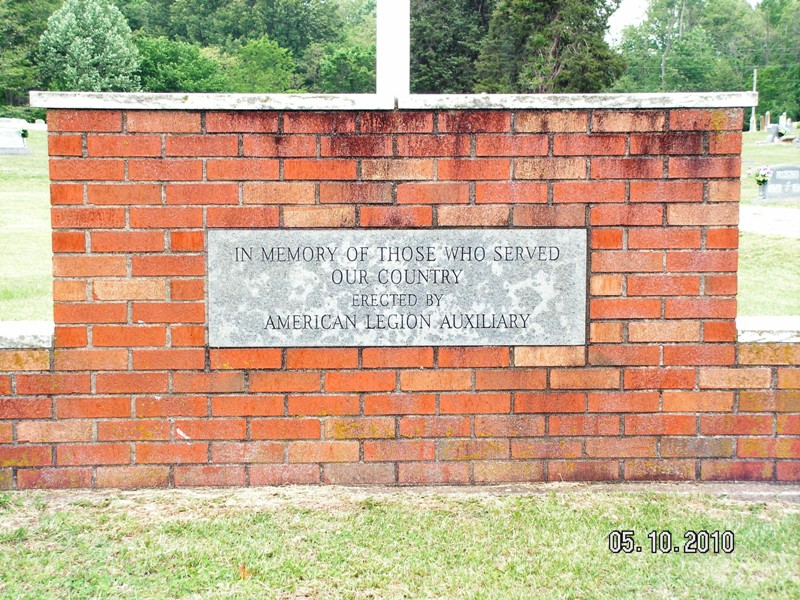 IN MEMORY OF THOSE WHO SERVED
OUR COUNTRY
ERECTED BY
AMERICAN LEGION AUXILIARY
05.10.2010